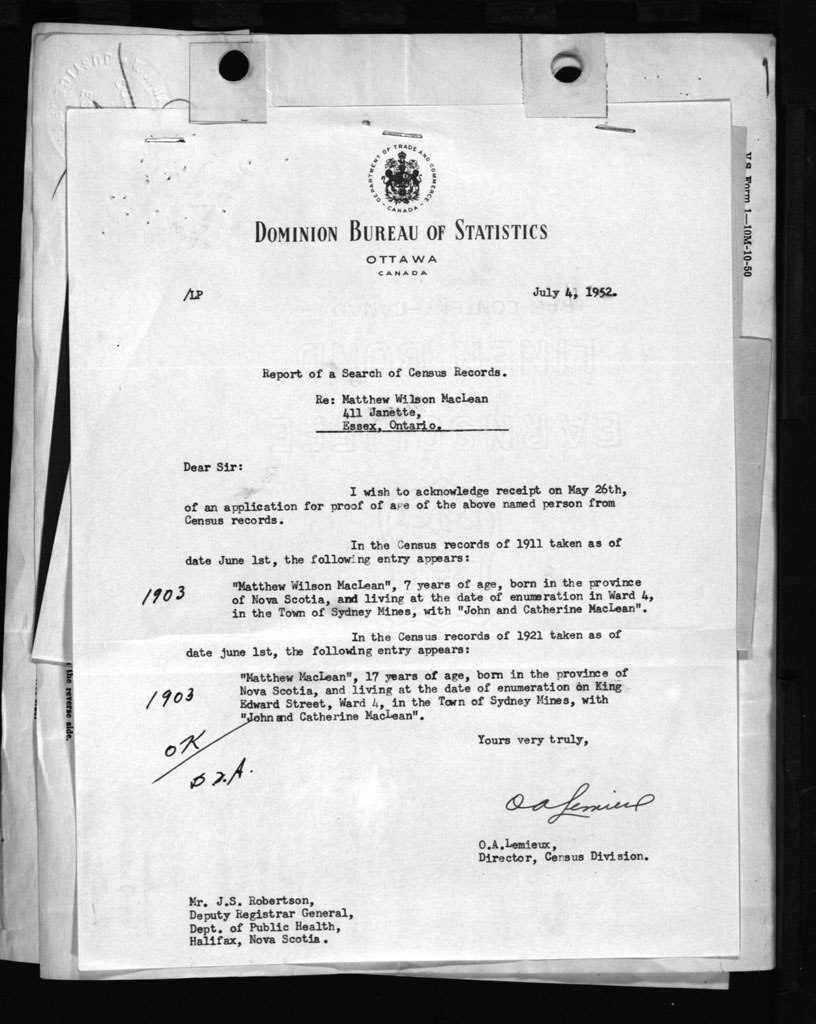 DEPARTMENT OF TRADE AND COMMERCE
CANADA
DOMINION BUREAU OF STATISTICS
OTTAWA
CANADA
/LP
July 4, 1952.
V.S. Form 1—10M-10-50
Report of a Search of Census Records.
Re: Matthew Wilson MacLean
411 Janette,
Essex, Ontario.
Dear Sir:
I wish to acknowledge receipt on May 26th,
of an application for proof of age of the above named person from
Census records.
In the Census records of 1911 taken as of
date June 1st, the following entry appears:
1903
"Matthew Wilson MacLean", 7 years of age, born in the province
of Nova Scotia, and living at the date of enumeration in Ward 4,
in the Town of Sydney Mines, with "John and Catherine MacLean".
In the Census records of 1921 taken as of
date june 1st, the following entry appears:
1903
"Matthew MacLean", 17 years of age, born in the province of
Nova Scotia, and living at the date of enumeration on King
Edward Street, Ward 4, in the Town of Sydney Mines, with
"John and Catherine MacLean".
the reverse side.
OK
Yours very truly,
O A Lemieux
O.A.Lemieux,
Director, Census Division.
Mr. J.S. Robertson,
Deputy Registrar General,
Dept. of Public Health,
Halifax, Nova Scotia.